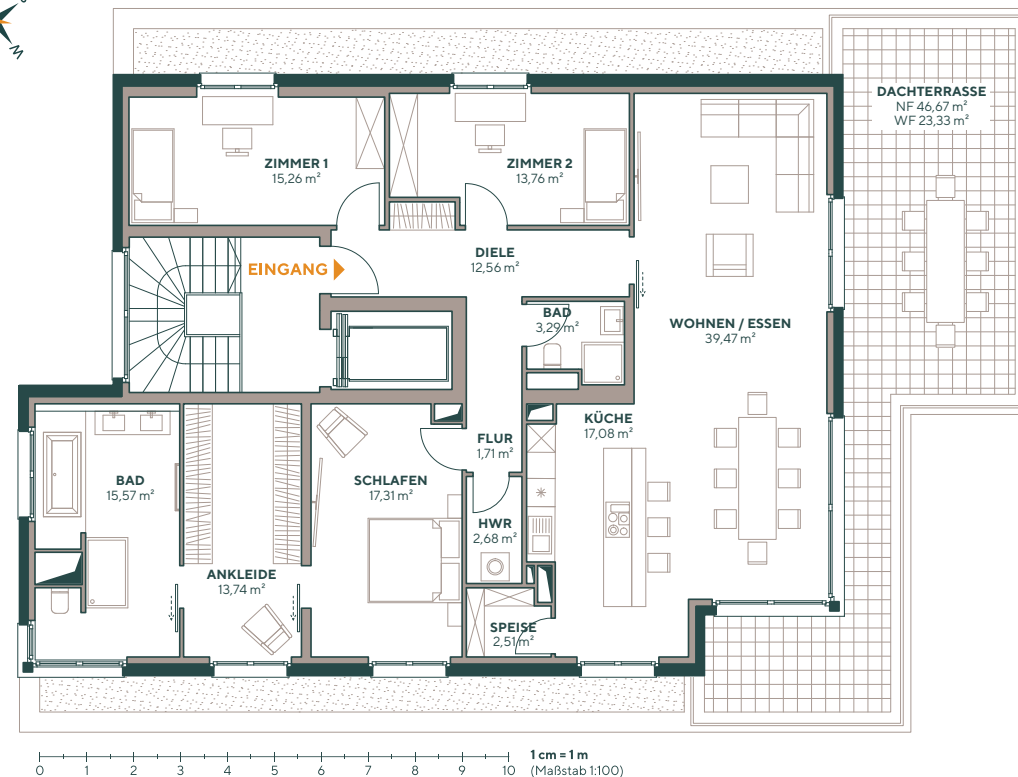 W
DACHTERRASSE
NF 46,67 m²
WF 23,33 m²
ZIMMER 1
15,26 m²
ZIMMER 2
13,76 m²
DIELE
12,56 m²
EINGANG
BAD
3,29 m²
WOHNEN / ESSEN
39,47 m²
KÜCHE
17,08 m²
FLUR
1,71 m²
BAD
15,57 m²
SCHLAFEN
17,31 m²
HWR
2,68 m²
ANKLEIDE
13,74 m²
SPEISE
2,51 m²
0 1 2 3 4 5 6 7 8 9 10
1 cm = 1 m
(Maßstab 1:100)